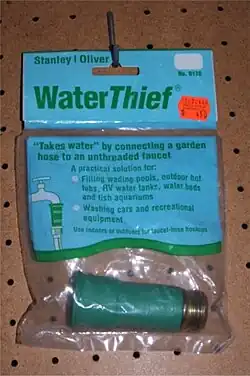 Stanley | Oliver
No. 6128
WaterThief®
"Takes water" by connecting a garden
hose to an unthreaded faucet
A practical solution for:
Filling wading pools, outdoor hot
tubs, RV water tanks, water beds
and fish aquariums
Washing cars and recreational
equipment
Use indoors or outdoors for faucet-hose hookups